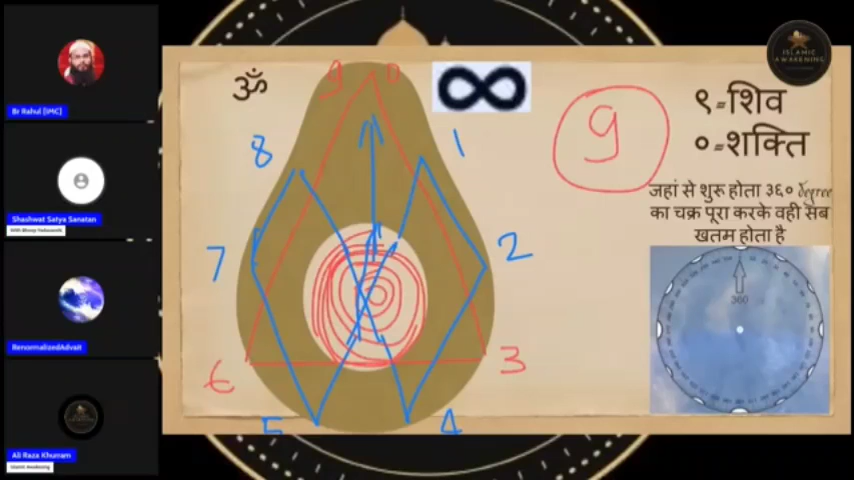 Br Rahul [IMC]
Shashwat Satya Sanatan
RenormalizedAdvait
Ali Raza Khurram
Islamic Awakening
ISLAMIC
AWAKENING
ॐ
∞
9 0
8 1
7 2
6 3
5 4
9
९=शिव
०=शक्ति
जहां से शुरू होता ३६० degree
का चक्र पूरा करके वही सब
खतम होता है
360